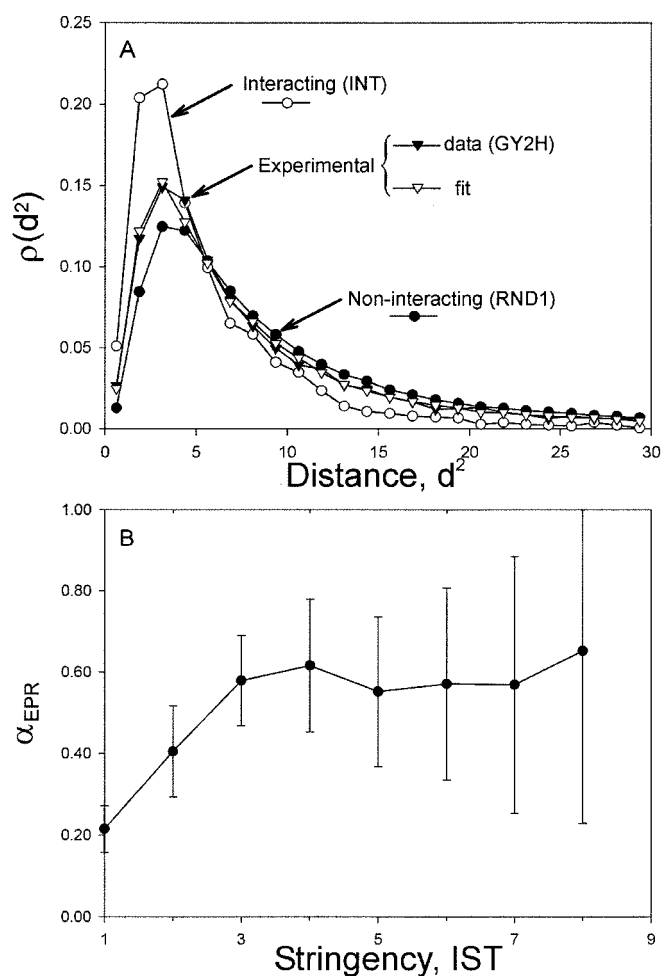 A
0.25
0.20
0.15
0.10
0.05
0.00
ρ(d²)
Interacting (INT)
Experimental
data (GY2H)
fit
Non-interacting (RND1)
0 5 10 15 20 25 30
Distance, d²
B
1.00
0.80
0.60
0.40
0.20
0.00
αEPR
1 3 5 7 9
Stringency, IST